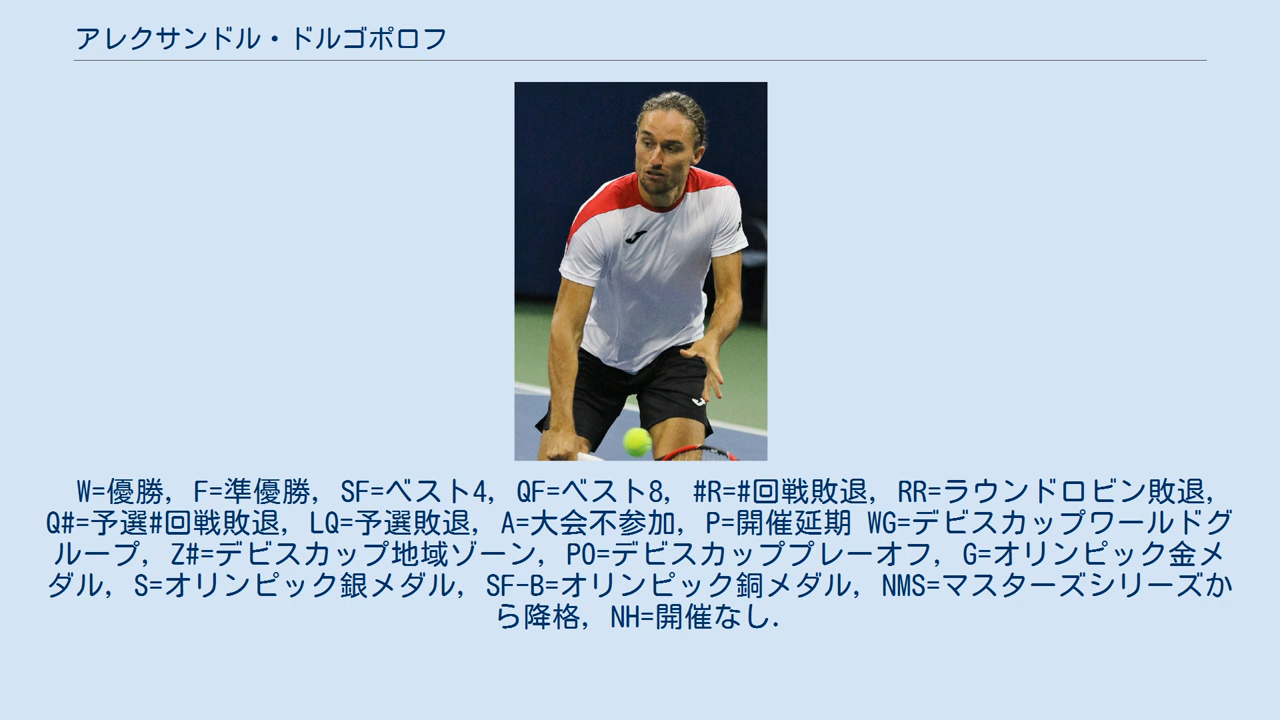 アレクサンドル・ドルゴポロフ
W=優勝, F=準優勝, SF=ベスト4, QF=ベスト8, #R=#回戦敗退, RR=ラウンドロビン敗退,
Q#=予選#回戦敗退, LQ=予選敗退, A=大会不参加, P=開催延期 WG=デビスカップワールドグ
ループ, Z#=デビスカップ地域ゾーン, PO=デビスカッププレーオフ, G=オリンピック金メ
ダル, S=オリンピック銀メダル, SF-B=オリンピック銅メダル, NMS=マスターズシリーズか
ら降格, NH=開催なし.